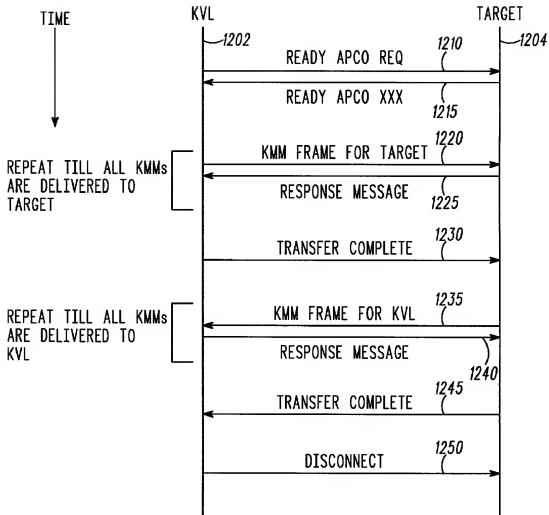 TIME
KVL
TARGET
1202
1204
READY APCO REQ
1210
READY APCO XXX
1215
REPEAT TILL ALL KMMs
ARE DELIVERED TO
TARGET
KMM FRAME FOR TARGET
1220
RESPONSE MESSAGE
1225
TRANSFER COMPLETE
1230
REPEAT TILL ALL KMMs
ARE DELIVERED TO
KVL
KMM FRAME FOR KVL
1235
RESPONSE MESSAGE
1240
TRANSFER COMPLETE
1245
DISCONNECT
1250